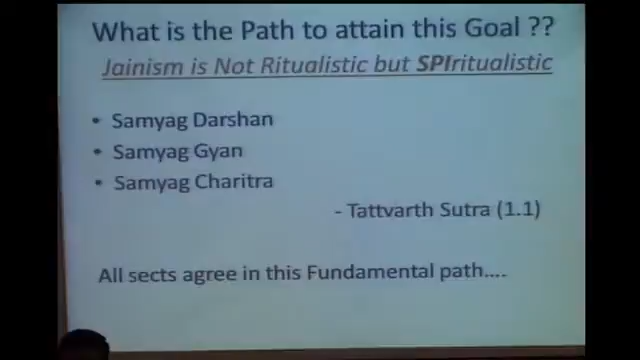 What is the Path to attain this Goal ??
Jainism is Not Ritualistic but SPIritualistic
• Samyag Darshan
• Samyag Gyan
• Samyag Charitra
- Tattvarth Sutra (1.1)
All sects agree in this Fundamental path....